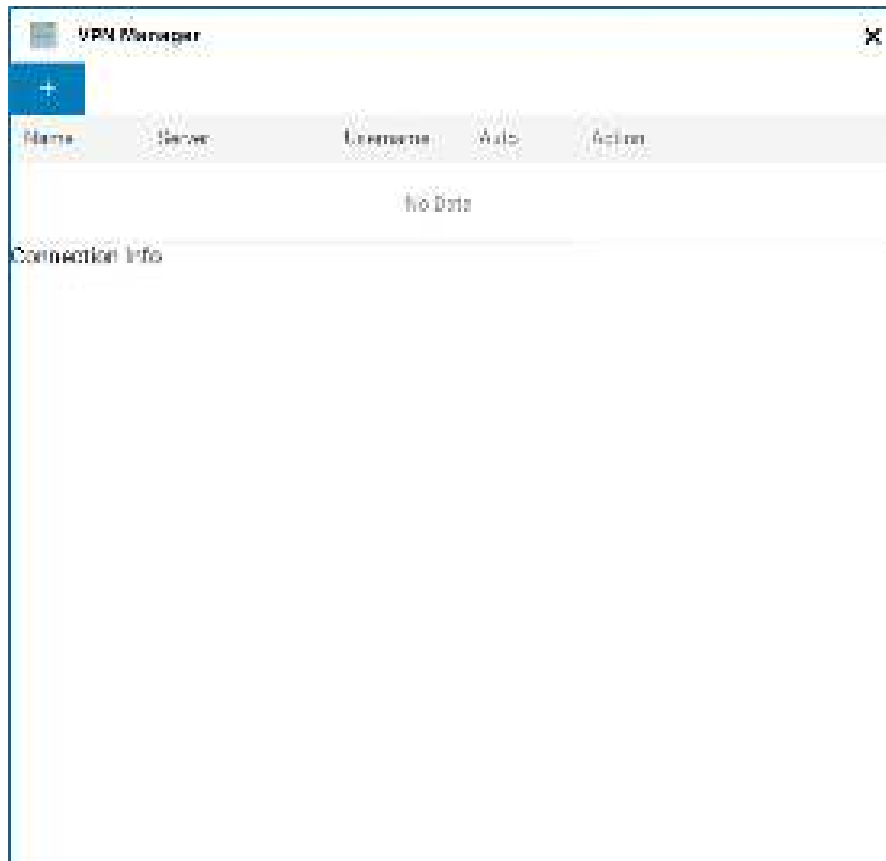 VPN Manager
+
Name Server Username Auto Action
No Data
Connection Info